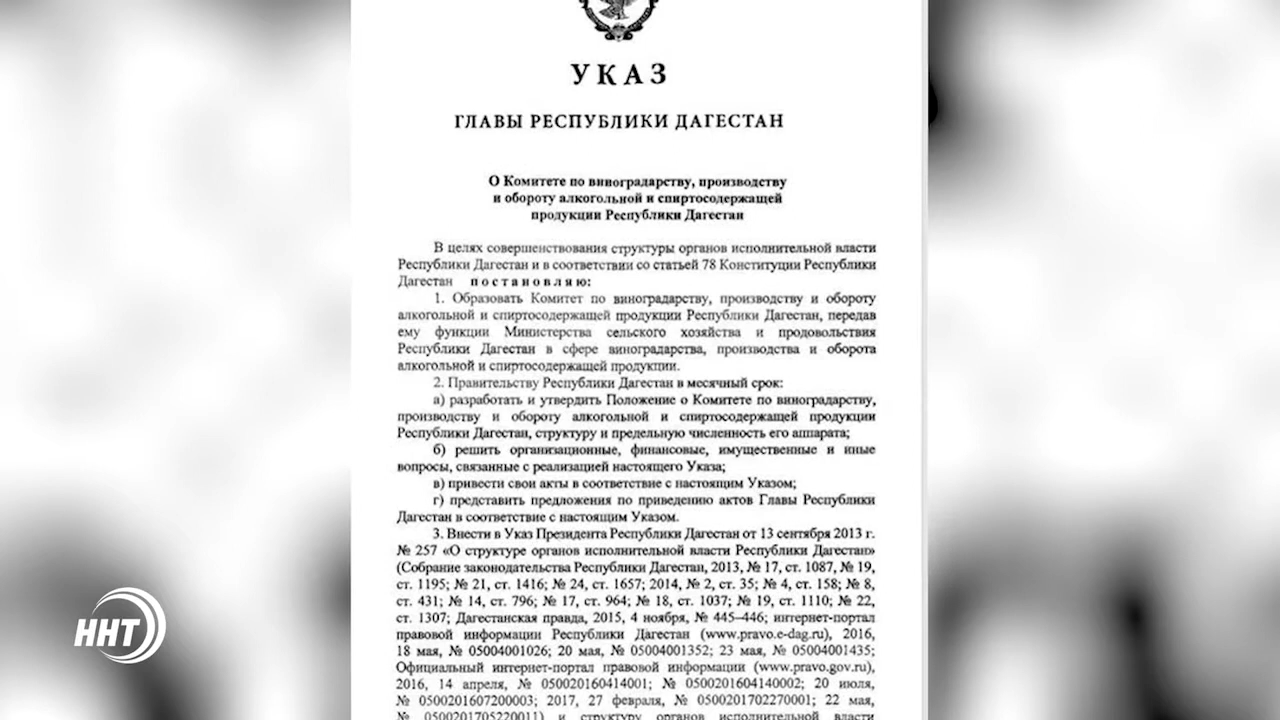 УКАЗ
ГЛАВЫ РЕСПУБЛИКИ ДАГЕСТАН
О Комитете по виноградарству, производству
и обороту алкогольной и спиртосодержащей
продукции Республики Дагестан
В целях совершенствования структуры органов исполнительной власти
Республики Дагестан и в соответствии со статьей 78 Конституции Республики
Дагестан постановляю:
1. Образовать Комитет по виноградарству, производству и обороту
алкогольной и спиртосодержащей продукции Республики Дагестан, передав
ему функции Министерства сельского хозяйства и продовольствия
Республики Дагестан в сфере виноградарства, производства и оборота
алкогольной и спиртосодержащей продукции.
2. Правительству Республики Дагестан в месячный срок:
а) разработать и утвердить Положение о Комитете по виноградарству,
производству и обороту алкогольной и спиртосодержащей продукции
Республики Дагестан, структуру и предельную численность его аппарата;
б) решить организационные, финансовые, имущественные и иные
вопросы, связанные с реализацией настоящего Указа;
в) привести свои акты в соответствие с настоящим Указом;
г) представить предложения по приведению актов Главы Республики
Дагестан в соответствие с настоящим Указом.
3. Внести в Указ Президента Республики Дагестан от 13 сентября 2013 г.
№ 257 «О структуре органов исполнительной власти Республики Дагестан»
(Собрание законодательства Республики Дагестан, 2013, № 17, ст. 1087, № 19,
ст. 1195; № 21, ст. 1416; № 24, ст. 1657; 2014, № 2, ст. 35; № 4, ст. 158; № 8,
ст. 431; № 14, ст. 796; № 17, ст. 964; № 18, ст. 1037; № 19, ст. 1110; № 22,
ст. 1307; Дагестанская правда, 2015, 4 ноября, № 445–446; интернет-портал
правовой информации Республики Дагестан (www.pravo.e-dag.ru), 2016,
18 мая, № 05004001026; 20 мая, № 05004001352; 23 мая, № 05004001435;
Официальный интернет-портал правовой информации (www.pravo.gov.ru),
2016, 14 апреля, № 0500201604140​01; № 0500201604140002; 20 июля,
№ 0500201607200003; 2017, 27 февраля, № 0500201702270001; 22 мая,
№ 0500201705220011) и структуру органов исполнительной власти
ННТ